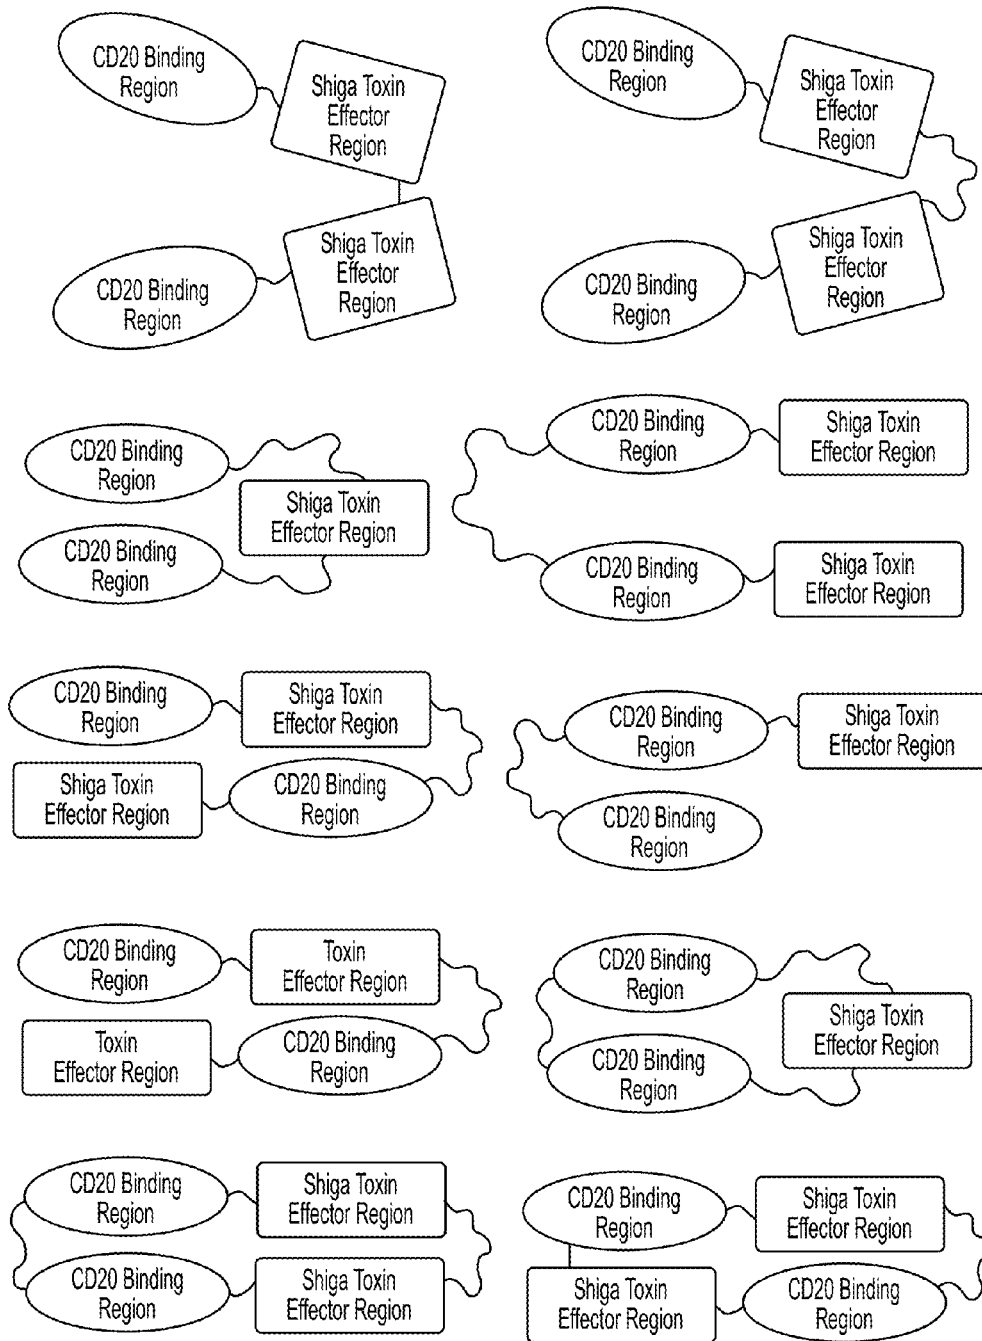 CD20 Binding
Region
Shiga Toxin
Effector
Region
CD20 Binding
Region
Shiga Toxin
Effector
Region
CD20 Binding
Region
Shiga Toxin
Effector
Region
CD20 Binding
Region
Shiga Toxin
Effector
Region
CD20 Binding
Region
Shiga Toxin
Effector Region
CD20 Binding
Region
CD20 Binding
Region
Shiga Toxin
Effector Region
CD20 Binding
Region
Shiga Toxin
Effector Region
CD20 Binding
Region
Shiga Toxin
Effector Region
Shiga Toxin
Effector Region
CD20 Binding
Region
CD20 Binding
Region
Shiga Toxin
Effector Region
CD20 Binding
Region
CD20 Binding
Region
Toxin
Effector Region
Toxin
Effector Region
CD20 Binding
Region
CD20 Binding
Region
Shiga Toxin
Effector Region
CD20 Binding
Region
CD20 Binding
Region
Shiga Toxin
Effector Region
CD20 Binding
Region
Shiga Toxin
Effector Region
CD20 Binding
Region
Shiga Toxin
Effector Region
Shiga Toxin
Effector Region
CD20 Binding
Region